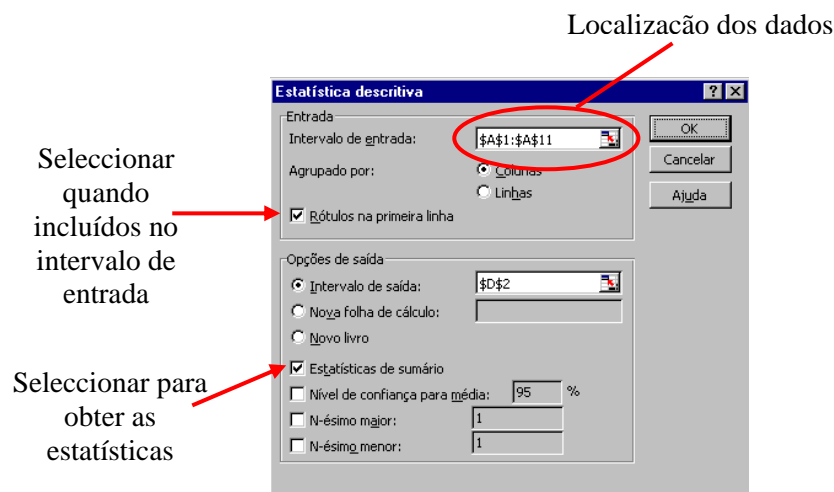 Localizacão dos dados
Estatística descritiva
Entrada
Intervalo de entrada: $A$1:$A$11
OK
Agrupado por: Colunas
Cancelar
Linhas
Ajuda
Rótulos na primeira linha
Seleccionar
quando
incluídos no
intervalo de
entrada
Opções de saída
Intervalo de saída: $D$2
Nova folha de cálculo:
Novo livro
Estatísticas de sumário
Nível de confiança para média: 95 %
N-ésimo maior: 1
N-ésimo menor: 1
Seleccionar para
obter as
estatísticas